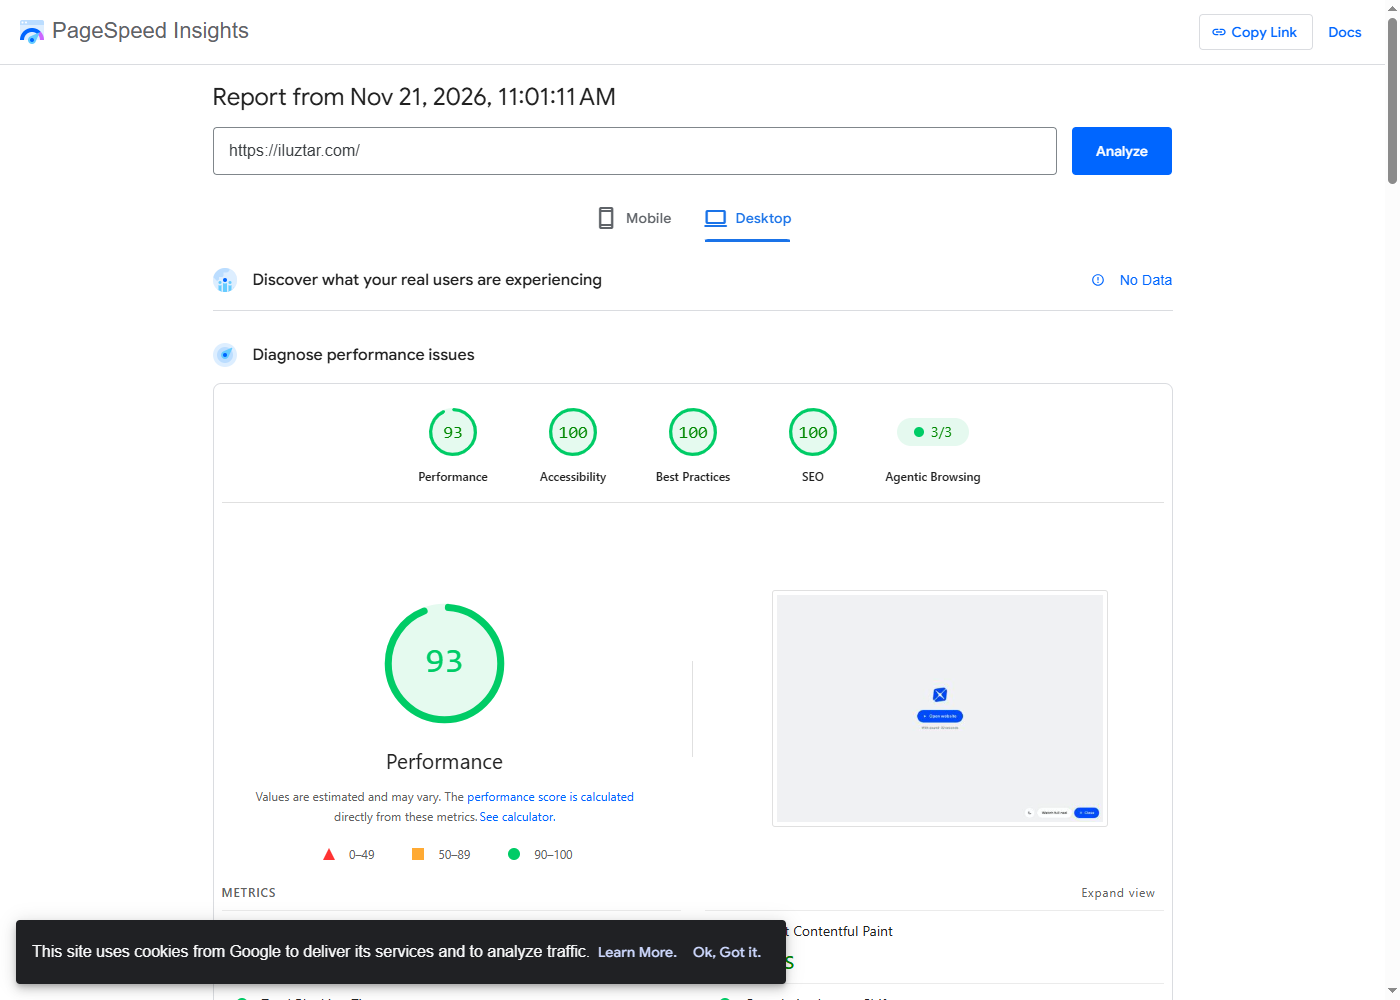 PageSpeed Insights
Copy Link
Docs
Report from Nov 21, 2026, 11:01:11 AM
https://iluztar.com/
Analyze
Mobile
Desktop
Discover what your real users are experiencing
No Data
Diagnose performance issues
93
100
100
100
3/3
Performance
Accessibility
Best Practices
SEO
Agentic Browsing
93
Performance
Values are estimated and may vary. The performance score is calculated
directly from these metrics. See calculator.
0–49
50–89
90–100
Open website
METRICS
Expand view
Contentful Paint
This site uses cookies from Google to deliver its services and to analyze traffic. Learn More. Ok, Got it.